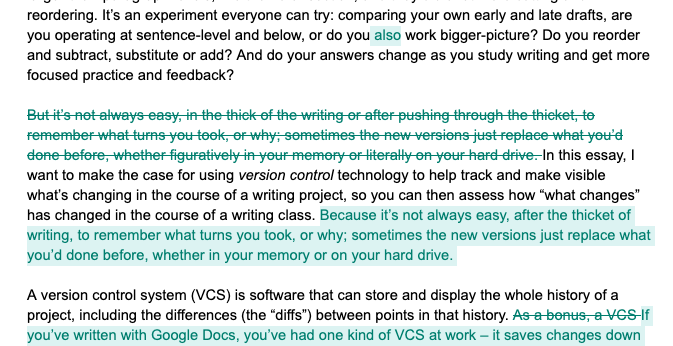 reordering. It's an experiment everyone can try: comparing your own early and late drafts, are
you operating at sentence-level and below, or do you also work bigger-picture? Do you reorder
and subtract, substitute or add? And do your answers change as you study writing and get more
focused practice and feedback?
But it's not always easy, in the thick of the writing or after pushing through the thicket, to
remember what turns you took, or why; sometimes the new versions just replace what you'd
done before, whether figuratively in your memory or literally on your hard drive. In this essay, I
want to make the case for using version control technology to help track and make visible
what's changing in the course of a writing project, so you can then assess how “what changes”
has changed in the course of a writing class. Because it's not always easy, after the thicket of
writing, to remember what turns you took, or why; sometimes the new versions just replace what
you'd done before, whether in your memory or on your hard drive.
A version control system (VCS) is software that can store and display the whole history of a
project, including the differences (the “diffs”) between points in that history. As a bonus, a VCS If
you've written with Google Docs, you've had one kind of VCS at work – it saves changes down